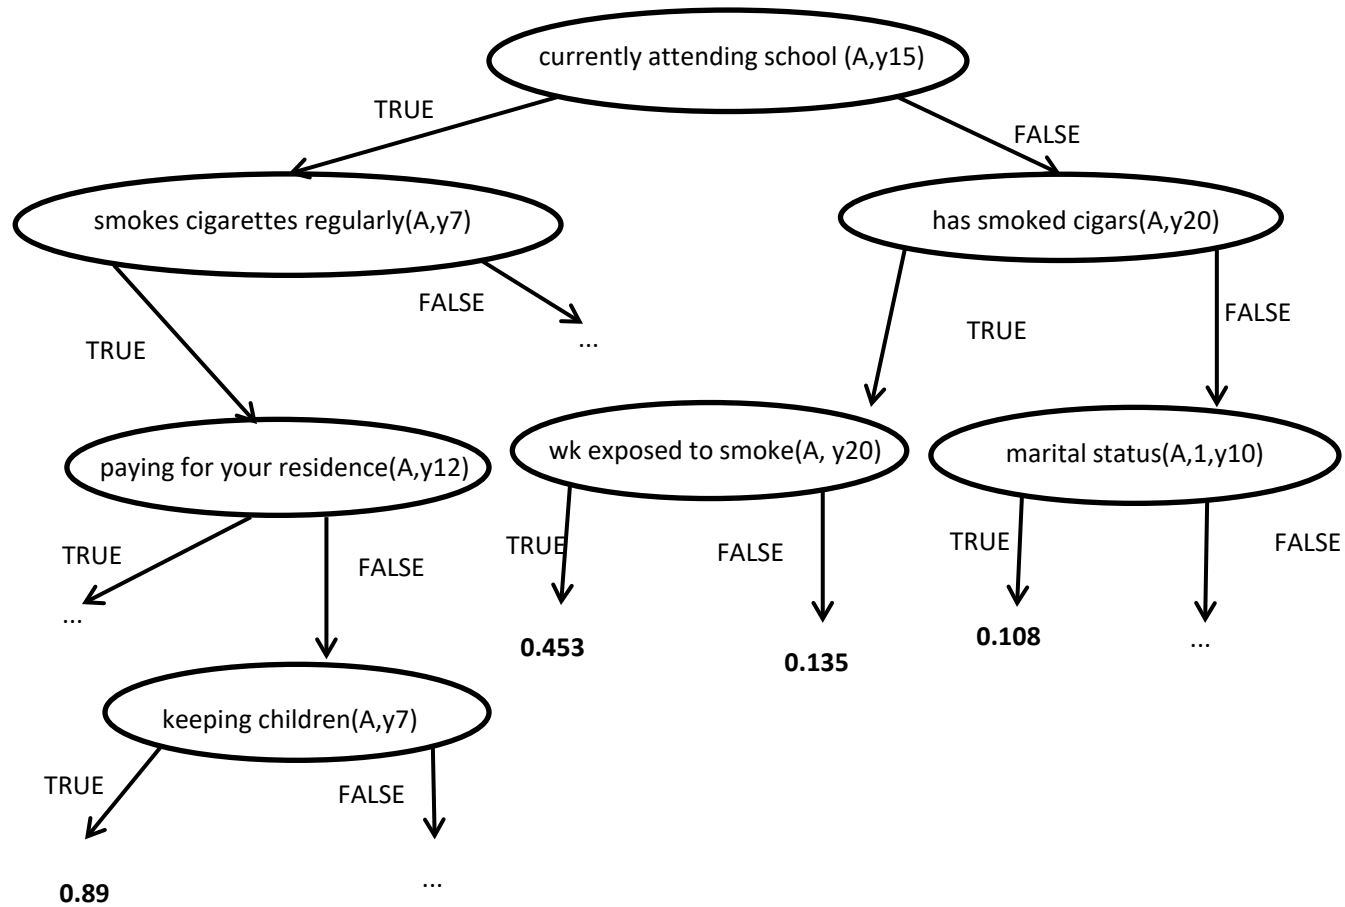 currently attending school (A,y15)
TRUE
FALSE
smokes cigarettes regularly(A,y7)
has smoked cigars(A,y20)
FALSE
TRUE
FALSE
TRUE
...
paying for your residence(A,y12)
wk exposed to smoke(A, y20)
marital status(A,1,y10)
TRUE
FALSE
TRUE
FALSE
TRUE
FALSE
...
0.453
0.135
0.108
...
keeping children(A,y7)
TRUE
FALSE
0.89
...